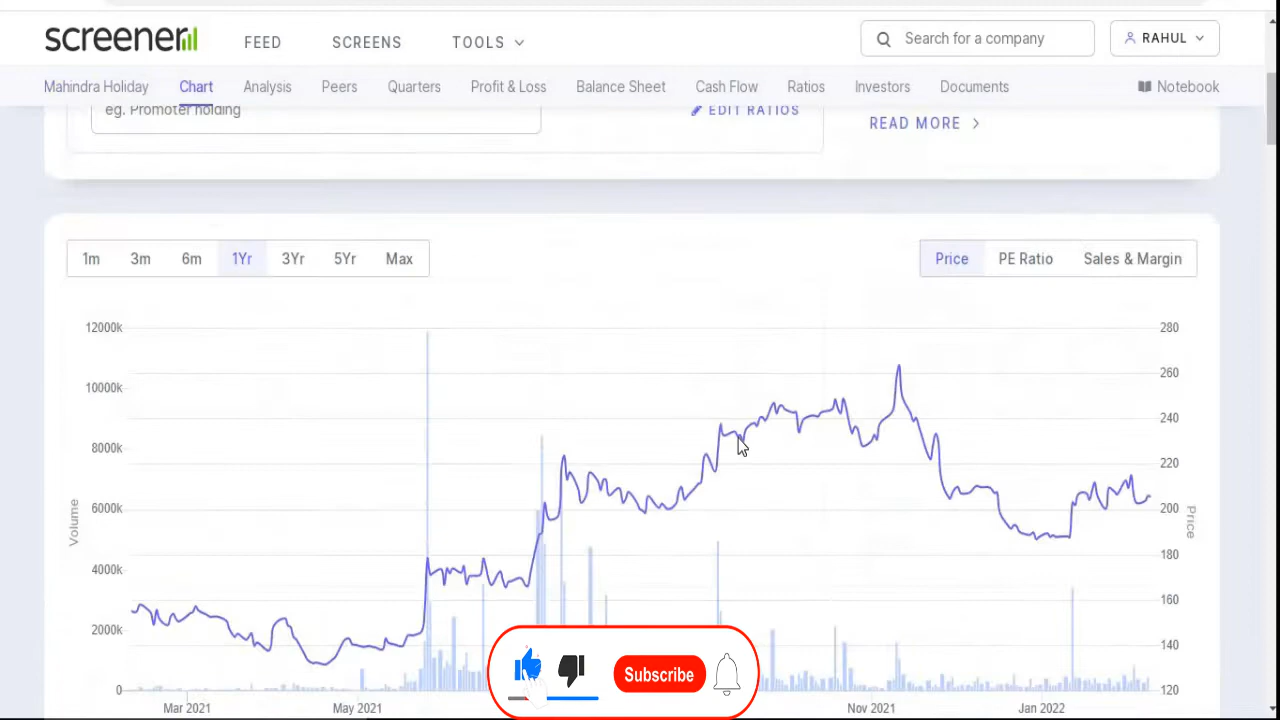 screener
FEED SCREENS TOOLS Search for a company RAHUL
Mahindra Holiday Chart Analysis Peers Quarters Profit & Loss Balance Sheet Cash Flow Ratios Investors Documents Notebook
eg. Promoter holding EDIT RATIOS READ MORE
1m 3m 6m 1Yr 3Yr 5Yr Max Price PE Ratio Sales & Margin
12000k 280
260
10000k
240
8000k
220
6000k 200
Volume Price
180
4000k
160
2000k
140
Subscribe
0 120
Mar 2021 May 2021 Nov 2021 Jan 2022